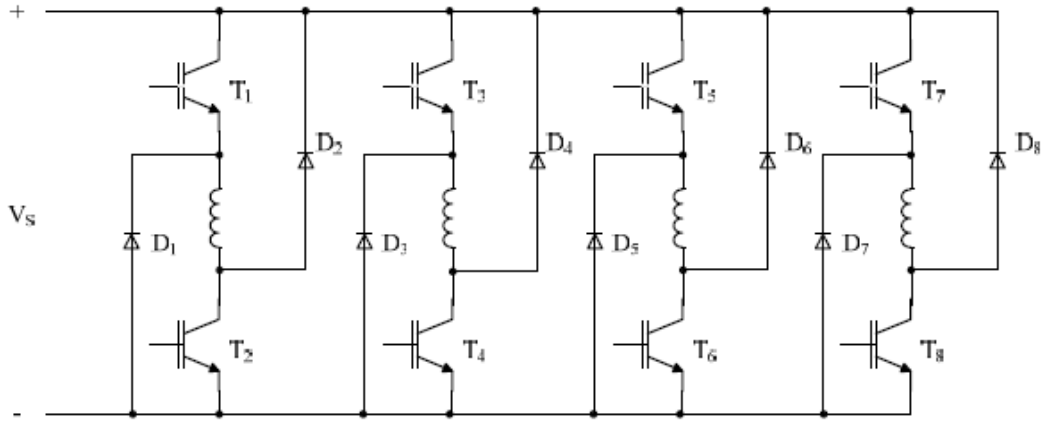 +
T1 T3 T5 T7
D2 D4 D6 D8
VS
D1 D3 D5 D7
T2 T4 T6 T8
-